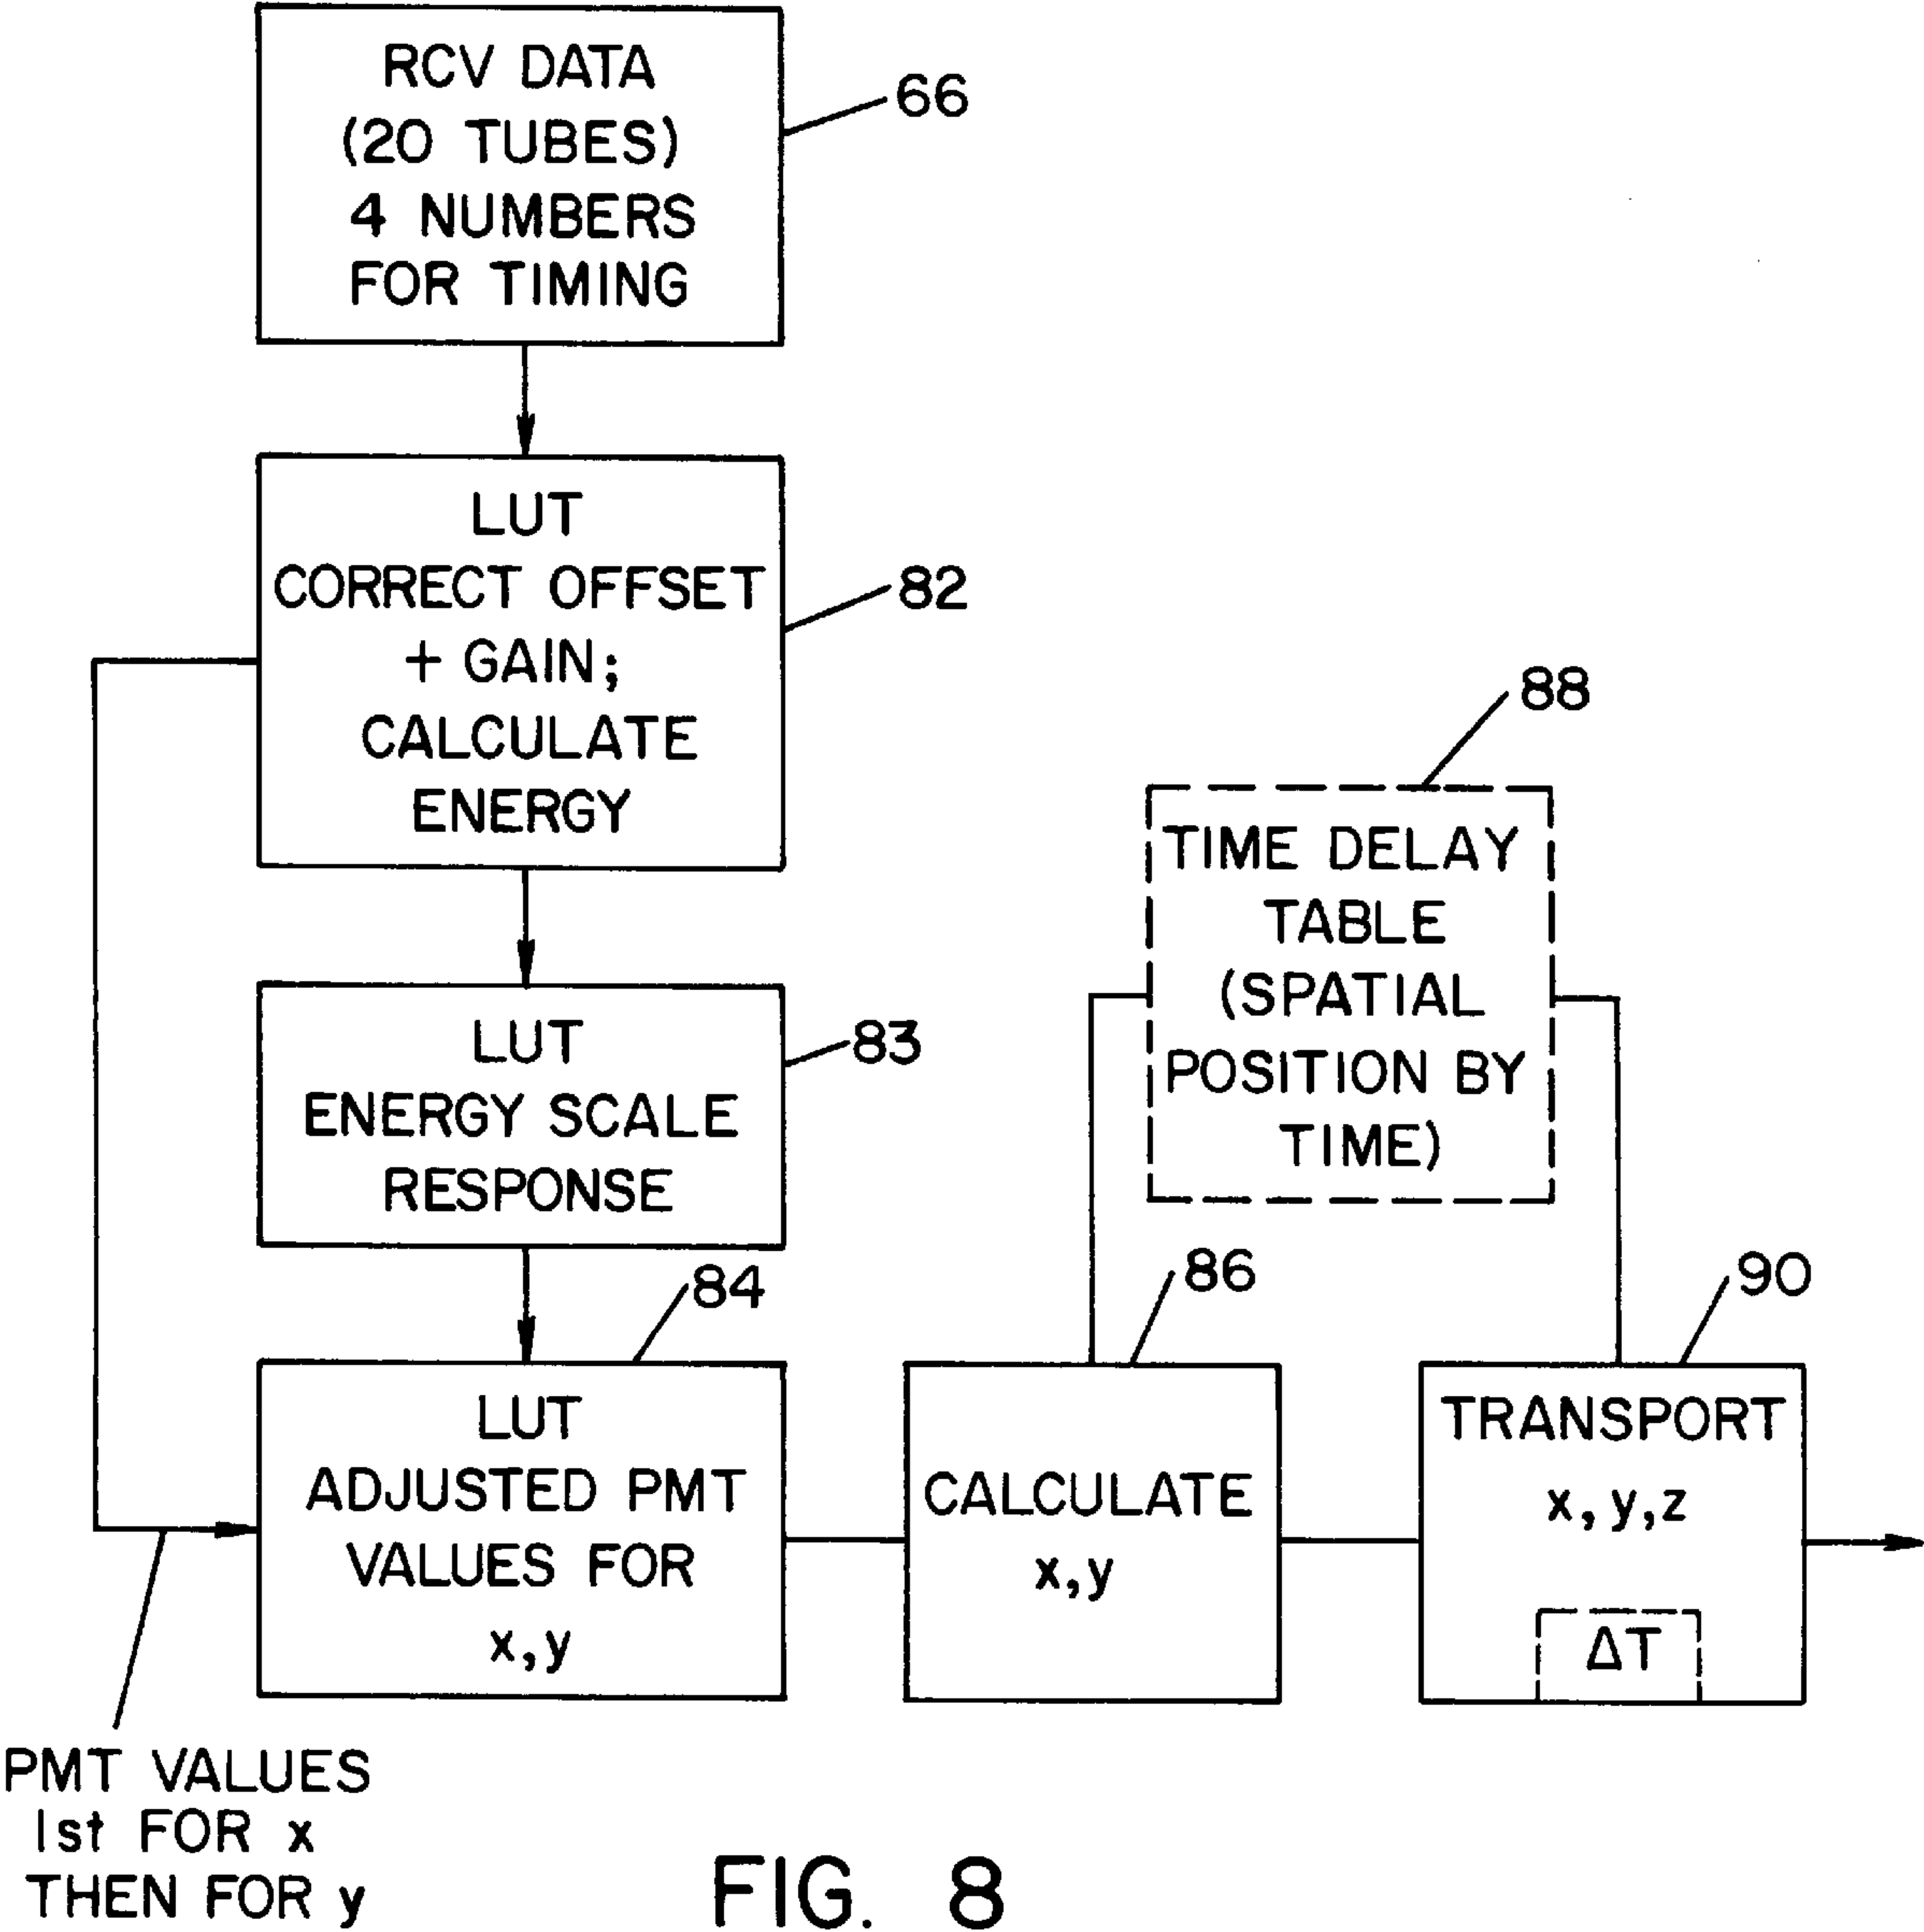 RCV DATA
(20 TUBES)
4 NUMBERS
FOR TIMING
66
LUT
CORRECT OFFSET
+ GAIN;
CALCULATE
ENERGY
82
LUT
ENERGY SCALE
RESPONSE
83
88
TIME DELAY
TABLE
(SPATIAL
POSITION BY
TIME)
84
LUT
ADJUSTED PMT
VALUES FOR
x,y
86
CALCULATE
x,y
90
TRANSPORT
x,y,z
ΔT
PMT VALUES
1st FOR x
THEN FOR y
FIG. 8